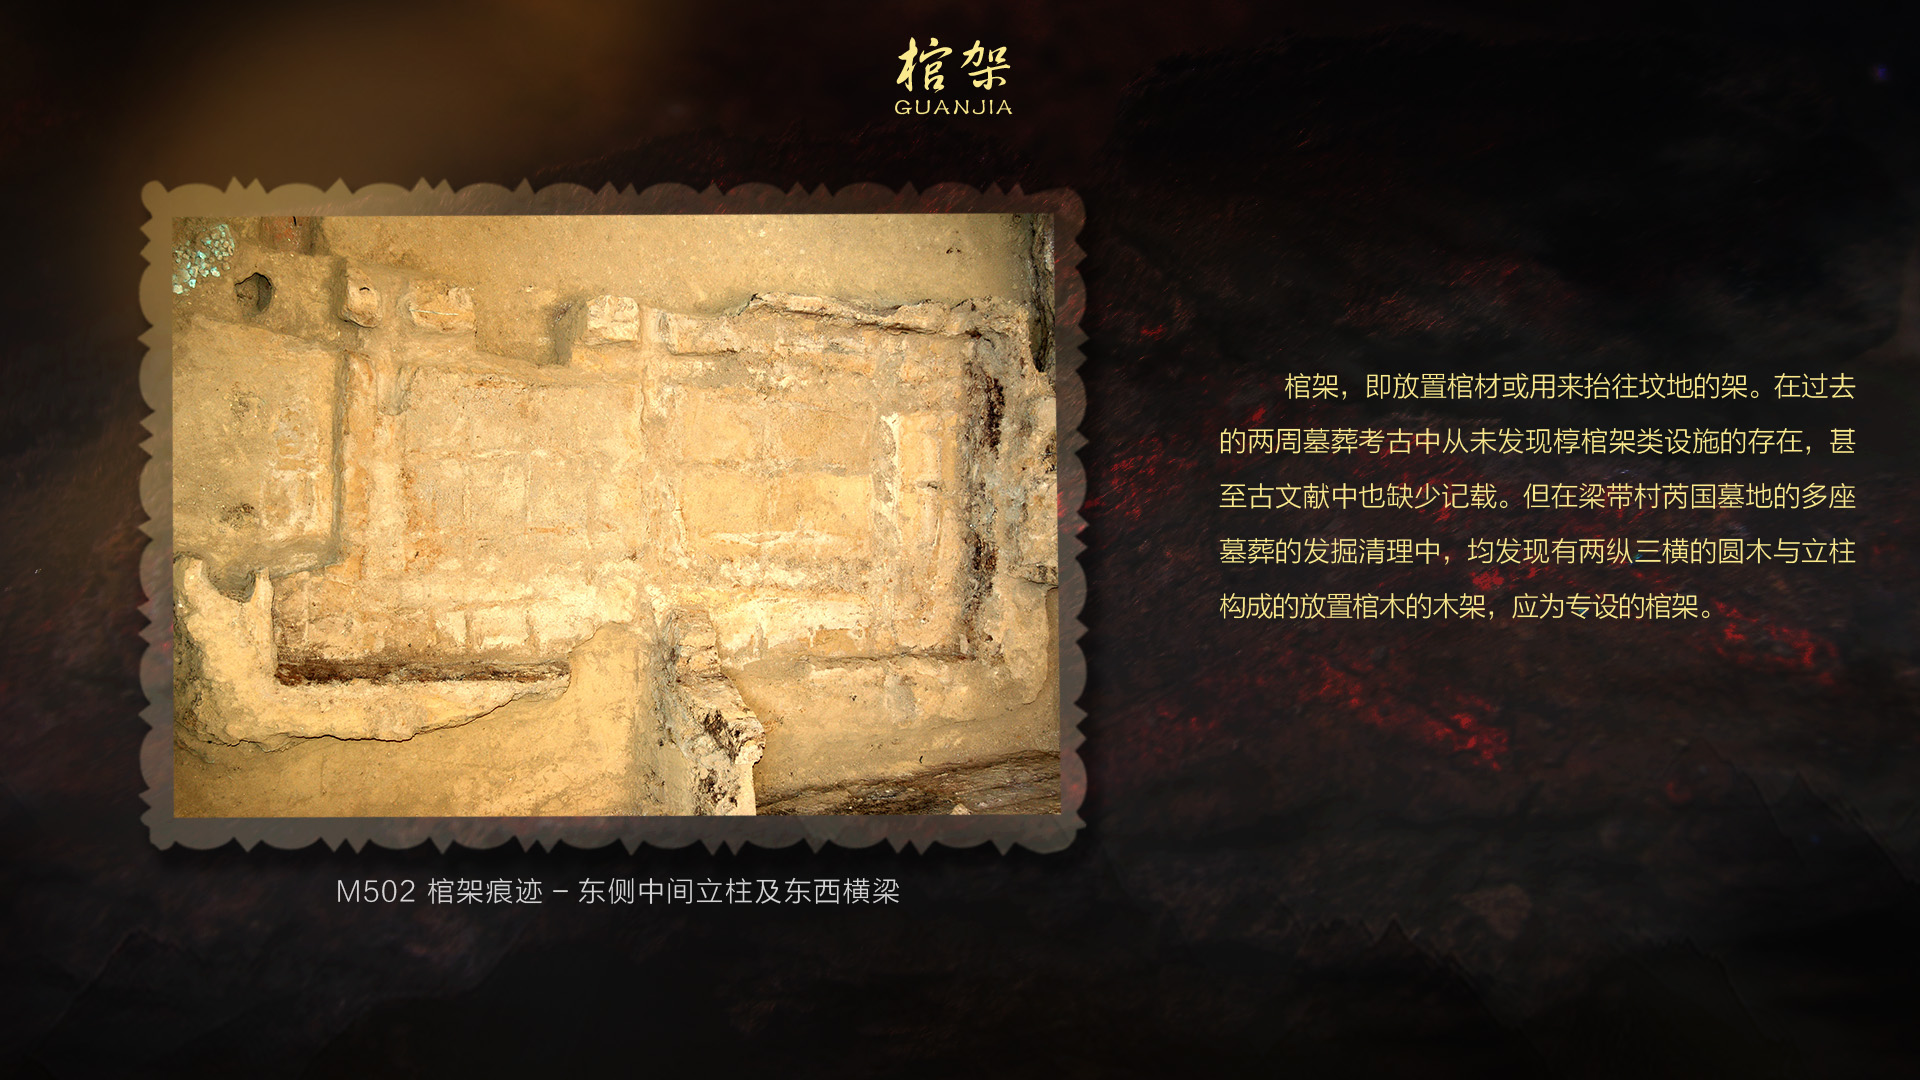 棺架
GUANJIA
棺架，即放置棺材或用来抬往坟地的架。在过去
的两周墓葬考古中从未发现椁棺架类设施的存在，甚
至古文献中也缺少记载。但在梁带村芮国墓地的多座
墓葬的发掘清理中，均发现有两纵三横的圆木与立柱
构成的放置棺木的木架，应为专设的棺架。
M502 棺架痕迹 – 东侧中间立柱及东西横梁